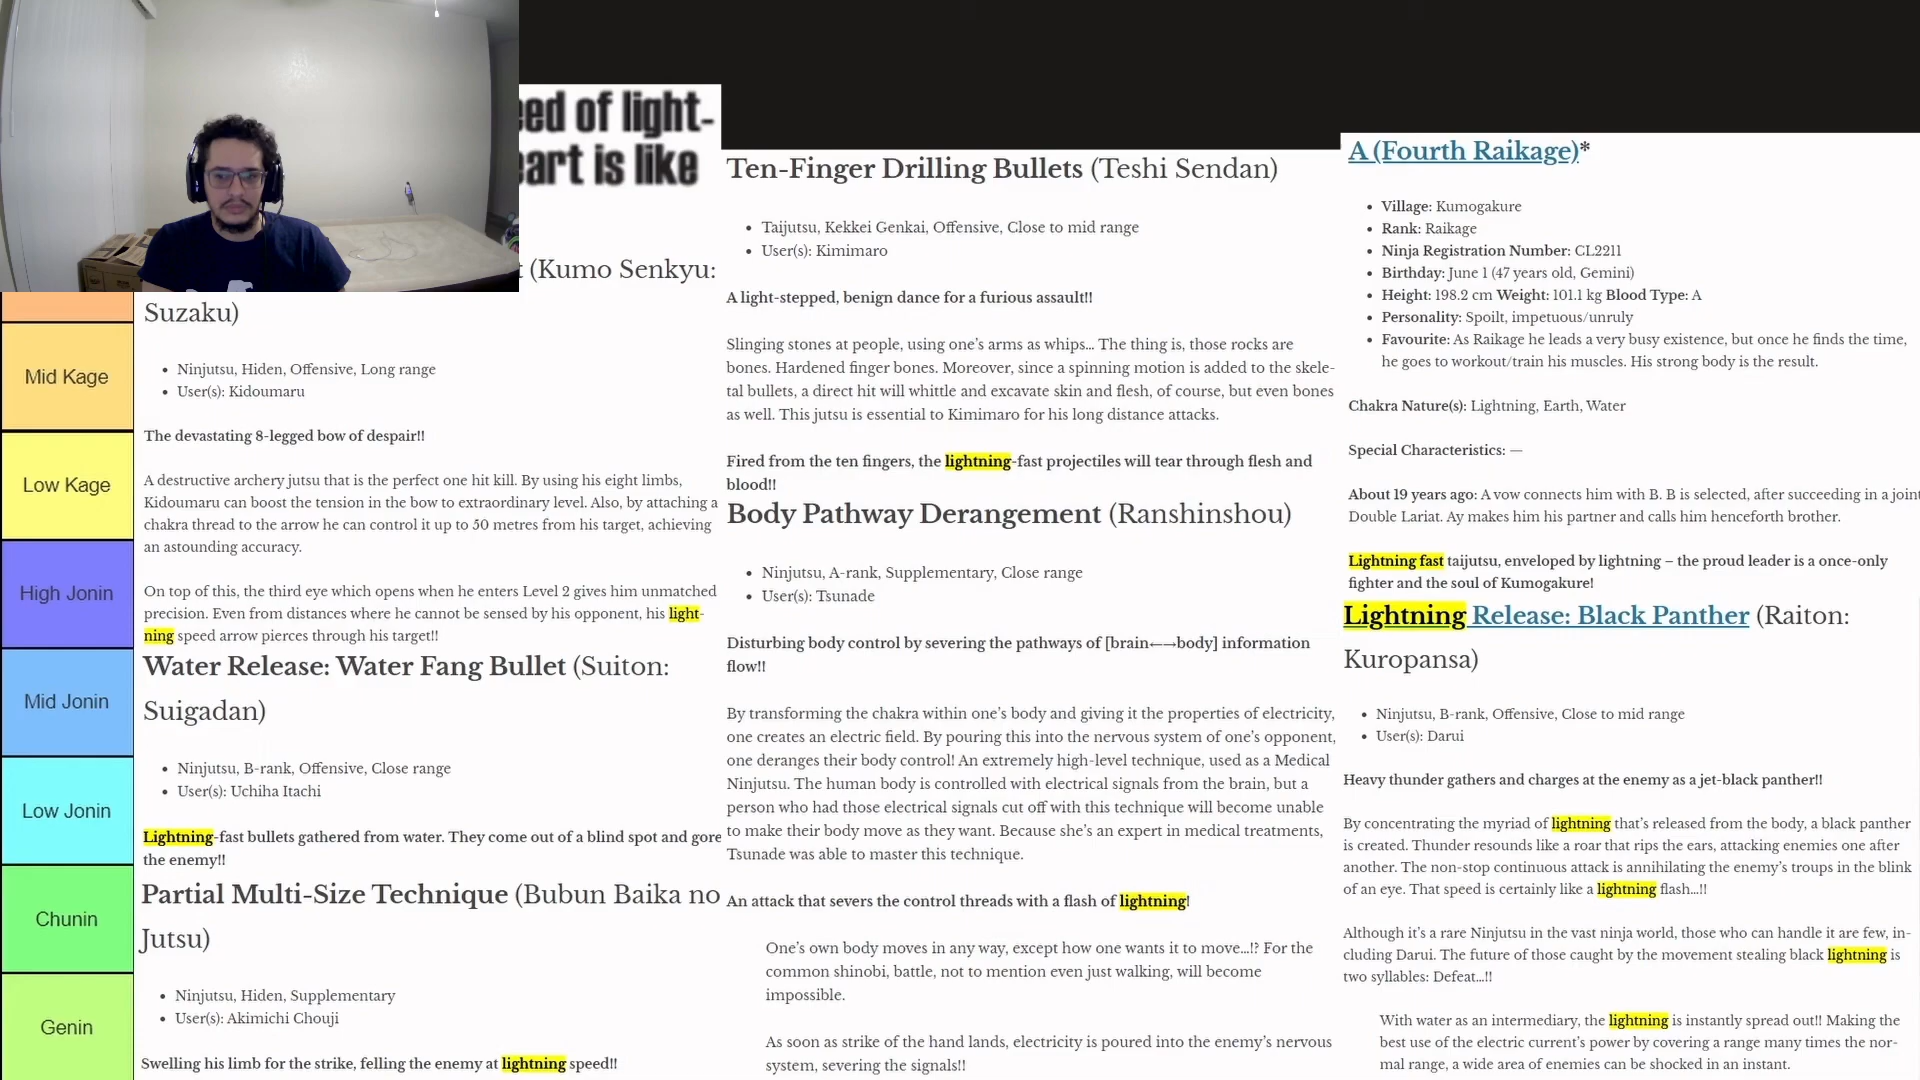 ed of light-
art is like
(Kumo Senkyu:
Suzaku)
• Ninjutsu, Hiden, Offensive, Long range
• User(s): Kidoumaru
The devastating 8-legged bow of despair!!
A destructive archery jutsu that is the perfect one hit kill. By using his eight limbs,
Kidoumaru can boost the tension in the bow to extraordinary level. Also, by attaching a
chakra thread to the arrow he can control it up to 50 metres from his target, achieving
an astounding accuracy.
On top of this, the third eye which opens when he enters Level 2 gives him unmatched
precision. Even from distances where he cannot be sensed by his opponent, his light-
ning speed arrow pierces through his target!!
Water Release: Water Fang Bullet (Suiton:
Suigadan)
• Ninjutsu, B-rank, Offensive, Close range
• User(s): Uchiha Itachi
Lightning-fast bullets gathered from water. They come out of a blind spot and gore
the enemy!!
Partial Multi-Size Technique (Bubun Baika no
Jutsu)
• Ninjutsu, Hiden, Supplementary
• User(s): Akimichi Chouji
Swelling his limb for the strike, felling the enemy at lightning speed!!
Mid Kage
Low Kage
High Jonin
Mid Jonin
Low Jonin
Chunin
Genin
Ten-Finger Drilling Bullets (Teshi Sendan)
• Taijutsu, Kekkei Genkai, Offensive, Close to mid range
• User(s): Kimimaro
A light-stepped, benign dance for a furious assault!!
Slinging stones at people, using one's arms as whips... The thing is, those rocks are
bones. Hardened finger bones. Moreover, since a spinning motion is added to the skele-
tal bullets, a direct hit will whittle and excavate skin and flesh, of course, but even bones
as well. This jutsu is essential to Kimimaro for his long distance attacks.
Fired from the ten fingers, the lightning-fast projectiles will tear through flesh and
blood!!
Body Pathway Derangement (Ranshinshou)
• Ninjutsu, A-rank, Supplementary, Close range
• User(s): Tsunade
Disturbing body control by severing the pathways of [brain←→body] information
flow!!
By transforming the chakra within one's body and giving it the properties of electricity,
one creates an electric field. By pouring this into the nervous system of one's opponent,
one deranges their body control! An extremely high-level technique, used as a Medical
Ninjutsu. The human body is controlled with electrical signals from the brain, but a
person who had those electrical signals cut off with this technique will become unable
to make their body move as they want. Because she's an expert in medical treatments,
Tsunade was able to master this technique.
An attack that severs the control threads with a flash of lightning!
One's own body moves in any way, except how one wants it to move...!? For the
common shinobi, battle, not to mention even just walking, will become
impossible.
As soon as strike of the hand lands, electricity is poured into the enemy's nervous
system, severing the signals!!
A (Fourth Raikage)*
• Village: Kumogakure
• Rank: Raikage
• Ninja Registration Number: CL2211
• Birthday: June 1 (47 years old, Gemini)
• Height: 198.2 cm Weight: 101.1 kg Blood Type: A
• Personality: Spoilt, impetuous/unruly
• Favourite: As Raikage he leads a very busy existence, but once he finds the time,
he goes to workout/train his muscles. His strong body is the result.
Chakra Nature(s): Lightning, Earth, Water
Special Characteristics: —
About 19 years ago: A vow connects him with B. B is selected, after succeeding in a joint
Double Lariat. Ay makes him his partner and calls him henceforth brother.
Lightning fast taijutsu, enveloped by lightning – the proud leader is a once-only
fighter and the soul of Kumogakure!
Lightning Release: Black Panther (Raiton:
Kuropansa)
• Ninjutsu, B-rank, Offensive, Close to mid range
• User(s): Darui
Heavy thunder gathers and charges at the enemy as a jet-black panther!!
By concentrating the myriad of lightning that's released from the body, a black panther
is created. Thunder resounds like a roar that rips the ears, attacking enemies one after
another. The non-stop continuous attack is annihilating the enemy's troops in the blink
of an eye. That speed is certainly like a lightning flash...!!
Although it's a rare Ninjutsu in the vast ninja world, those who can handle it are few, in-
cluding Darui. The future of those caught by the movement stealing black lightning is
two syllables: Defeat...!!
With water as an intermediary, the lightning is instantly spread out!! Making the
best use of the electric current's power by covering a range many times the nor-
mal range, a wide area of enemies can be shocked in an instant.